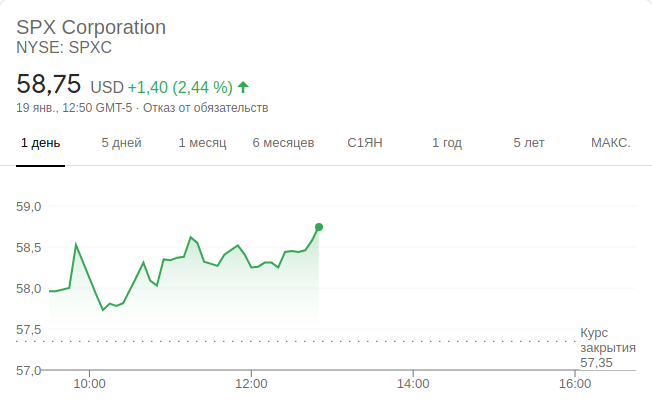 SPX Corporation
NYSE: SPXC
58,75 USD +1,40 (2,44 %)
19 янв., 12:50 GMT-5 · Отказ от обязательств
1 день 5 дней 1 месяц 6 месяцев С1ЯН 1 год 5 лет МАКС.
59,0
58,5
58,0
57,5
Курс
закрытия
57,35
57,0
10:00 12:00 14:00 16:00